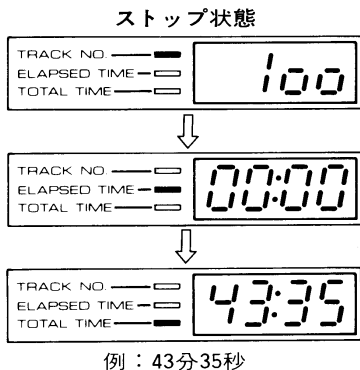 ストップ状態
TRACK NO.
ELAPSED TIME
TOTAL TIME
100
TRACK NO.
ELAPSED TIME
TOTAL TIME
00:00
TRACK NO.
ELAPSED TIME
TOTAL TIME
43:35
例：43分35秒